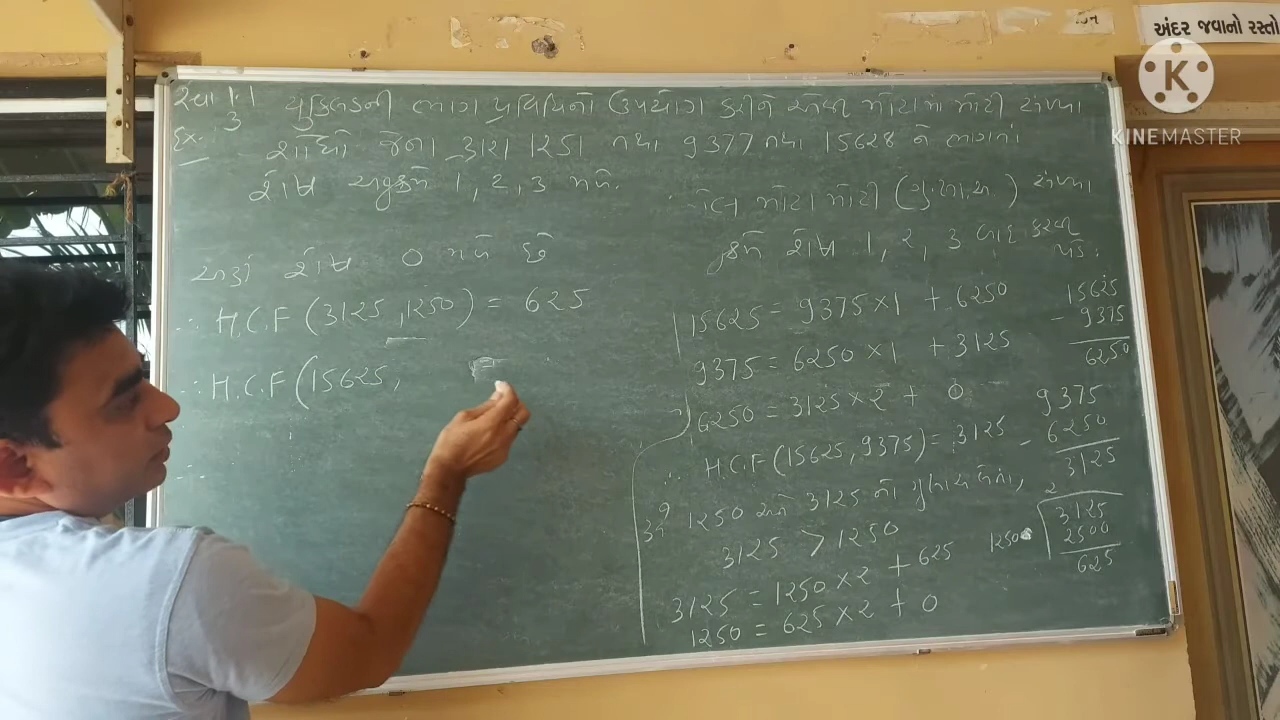 સ્વા 1.1 યુક્લિડની ભાગ પ્રવિધિનો ઉપયોગ કરીને મોટામાં મોટી સંખ્યા
Ex. 3 શોધો જેના 1251 તથા 9377 તથા 15628 ને ભાગતાં
શેષ અનુક્રમે 1, 2, 3 મળે.
શેષ 0 મળે છે
∴ H.C.F (3125, 1250) = 625
∴ H.C.F (15625,
મોટામાં મોટી (ગુ.સા.અ.) સંખ્યા
શેષ 1, 2, 3 બાદ કરવા પડે.
15625 = 9375 × 1 + 6250
9375 = 6250 × 1 + 3125
6250 = 3125 × 2 + 0
∴ H.C.F (15625, 9375) = 3125
1250 અને 3125 નો ગુ.સા.અ. લેતાં,
3125 > 1250
3125 = 1250 × 2 + 625
1250 = 625 × 2 + 0
15625
- 9375
6250
9375
- 6250
3125
2
1250 3125
2500
625
અંદર જવાનો રસ્તો
K
KINEMASTER